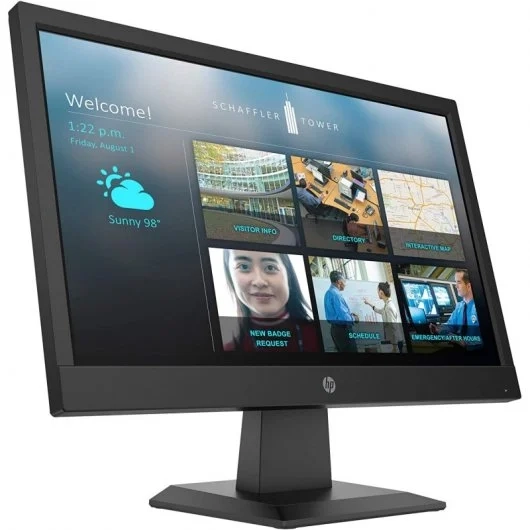 Welcome!
1:22 p.m.
Friday, August 1
Sunny 98°
SCHAFFLER TOWER
VISITOR INFO
DIRECTORY
INTERACTIVE MAP
NEW BADGE
REQUEST
SCHEDULE
EMERGENCY/AFTER HOURS
hp